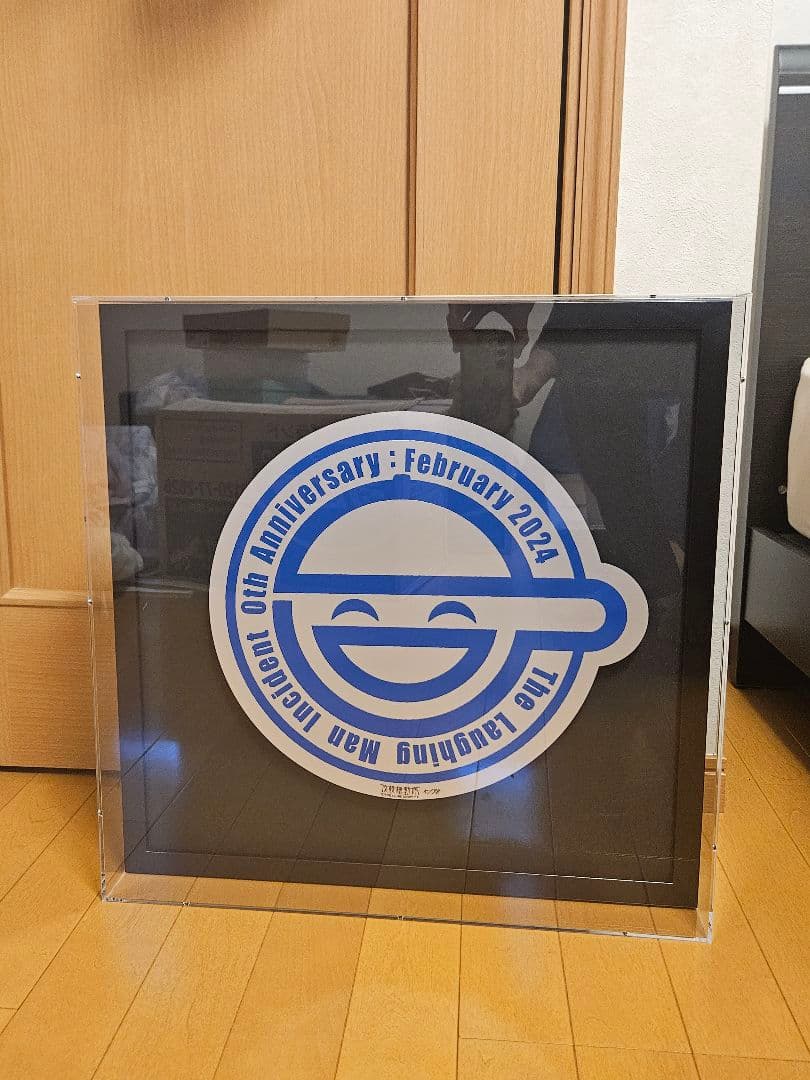 The Laughing Man Incident 0th Anniversary : February 2024
攻殻機動隊